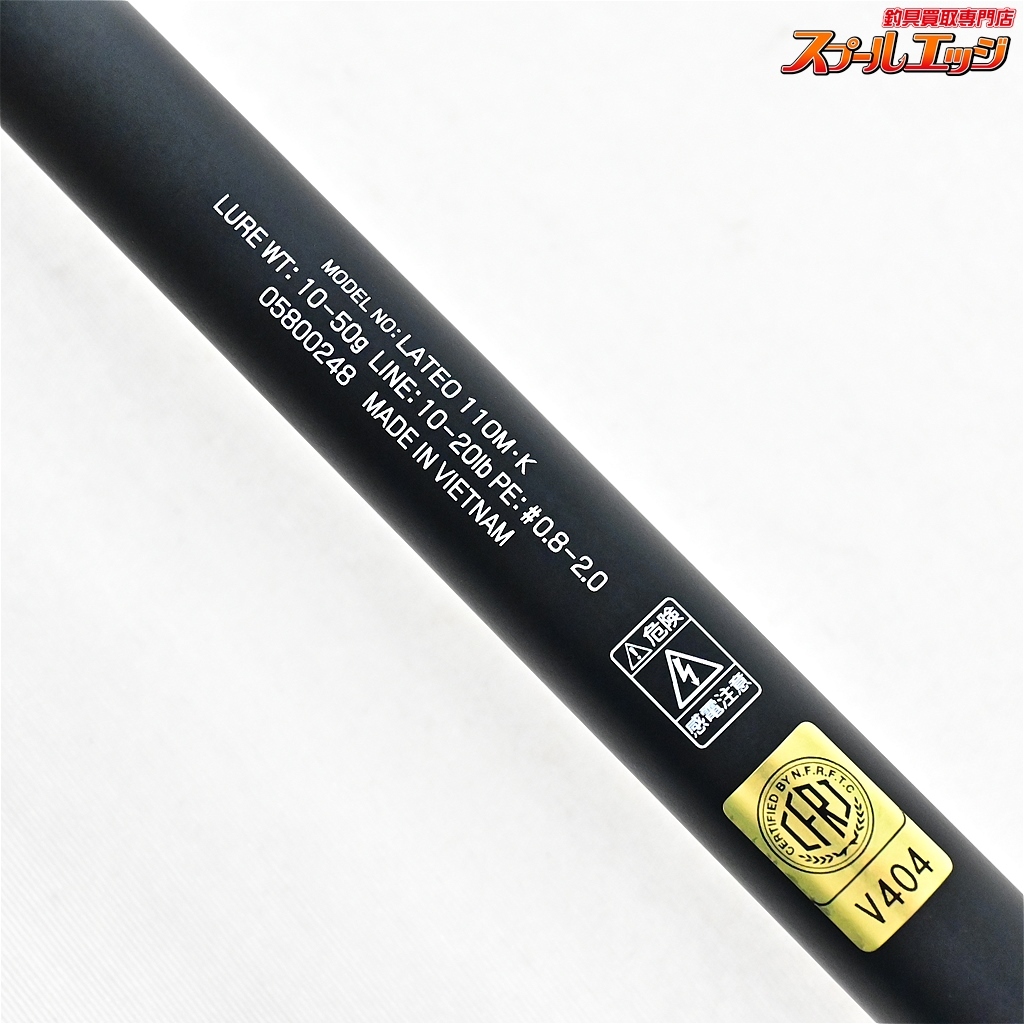 釣具買取専門店
スプールエッジ
MODEL NO: LATEO 110M・K
LURE WT: 10-50g LINE: 10-20lb PE: #0.8-2.0
05800248 MADE IN VIETNAM
危険
感電注意
CERTIFIED BY N.F.R.F.T.C
CFRJ
V404